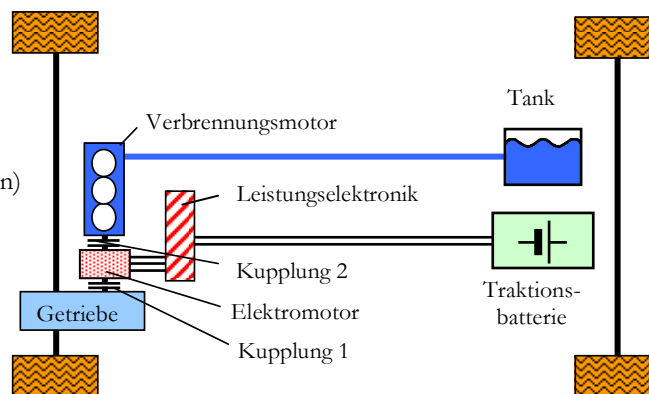 Tank
Verbrennungsmotor
n)
Leistungselektronik
Kupplung 2
Traktions-
batterie
Getriebe
Elektromotor
Kupplung 1